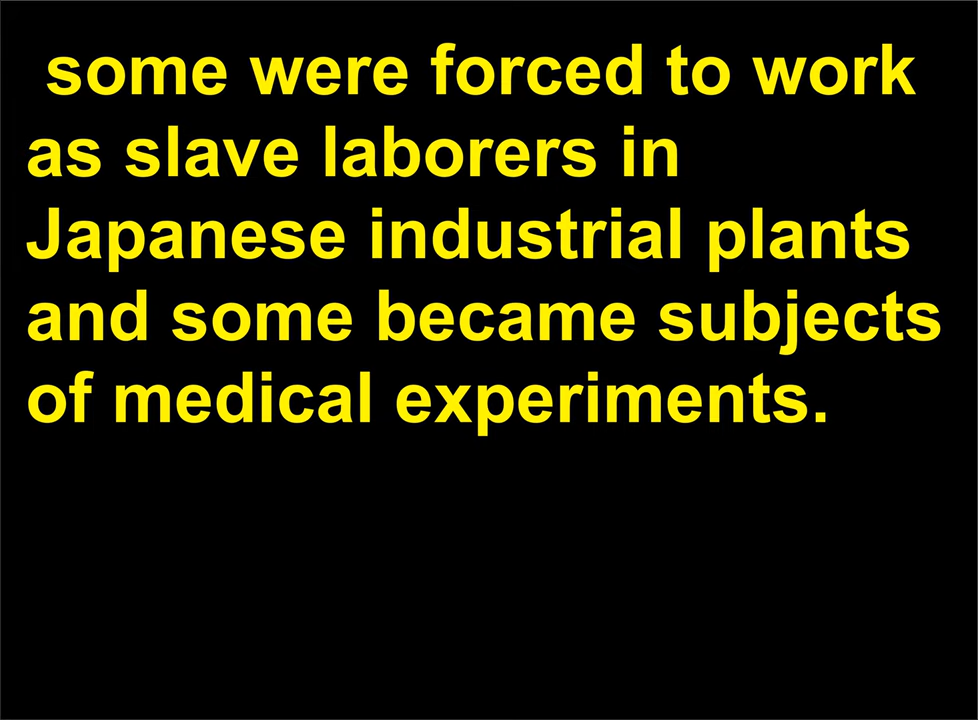 some were forced to work
as slave laborers in
Japanese industrial plants
and some became subjects
of medical experiments.